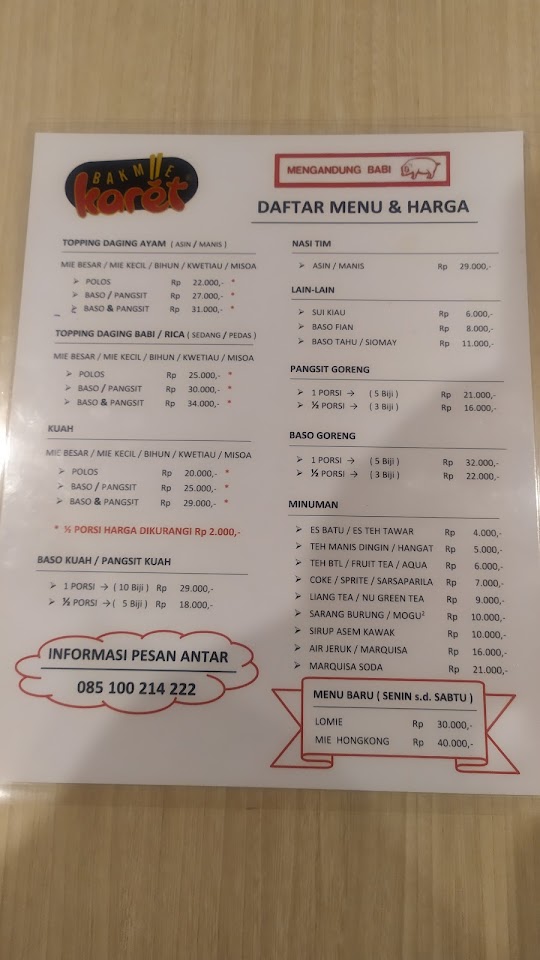 BAKMIE
karét
MENGANDUNG BABI
DAFTAR MENU & HARGA
TOPPING DAGING AYAM ( ASIN / MANIS )
MIE BESAR / MIE KECIL / BIHUN / KWETIAU / MISOA
➢ POLOS Rp 22.000,- *
➢ BASO / PANGSIT Rp 27.000,- *
➢ BASO & PANGSIT Rp 31.000,- *
TOPPING DAGING BABI / RICA ( SEDANG / PEDAS )
MIE BESAR / MIE KECIL / BIHUN / KWETIAU / MISOA
➢ POLOS Rp 25.000,- *
➢ BASO / PANGSIT Rp 30.000,- *
➢ BASO & PANGSIT Rp 34.000,- *
KUAH
MIE BESAR / MIE KECIL / BIHUN / KWETIAU / MISOA
➢ POLOS Rp 20.000,- *
➢ BASO / PANGSIT Rp 25.000,- *
➢ BASO & PANGSIT Rp 29.000,- *
* ½ PORSI HARGA DIKURANGI Rp 2.000,-
BASO KUAH / PANGSIT KUAH
➢ 1 PORSI → ( 10 Biji ) Rp 29.000,-
➢ ½ PORSI → ( 5 Biji ) Rp 18.000,-
INFORMASI PESAN ANTAR
085 100 214 222
NASI TIM
➢ ASIN / MANIS Rp 29.000,-
LAIN-LAIN
➢ SUI KIAU Rp 6.000,-
➢ BASO FIAN Rp 8.000,-
➢ BASO TAHU / SIOMAY Rp 11.000,-
PANGSIT GORENG
➢ 1 PORSI → ( 5 Biji ) Rp 21.000,-
➢ ½ PORSI → ( 3 Biji ) Rp 16.000,-
BASO GORENG
➢ 1 PORSI → ( 5 Biji ) Rp 32.000,-
➢ ½ PORSI → ( 3 Biji ) Rp 22.000,-
MINUMAN
➢ ES BATU / ES TEH TAWAR Rp 4.000,-
➢ TEH MANIS DINGIN / HANGAT Rp 5.000,-
➢ TEH BTL / FRUIT TEA / AQUA Rp 6.000,-
➢ COKE / SPRITE / SARSAPARILA Rp 7.000,-
➢ LIANG TEA / NU GREEN TEA Rp 9.000,-
➢ SARANG BURUNG / MOGU² Rp 10.000,-
➢ SIRUP ASEM KAWAK Rp 10.000,-
➢ AIR JERUK / MARQUISA Rp 16.000,-
➢ MARQUISA SODA Rp 21.000,-
MENU BARU ( SENIN s.d. SABTU )
LOMIE Rp 30.000,-
MIE HONGKONG Rp 40.000,-